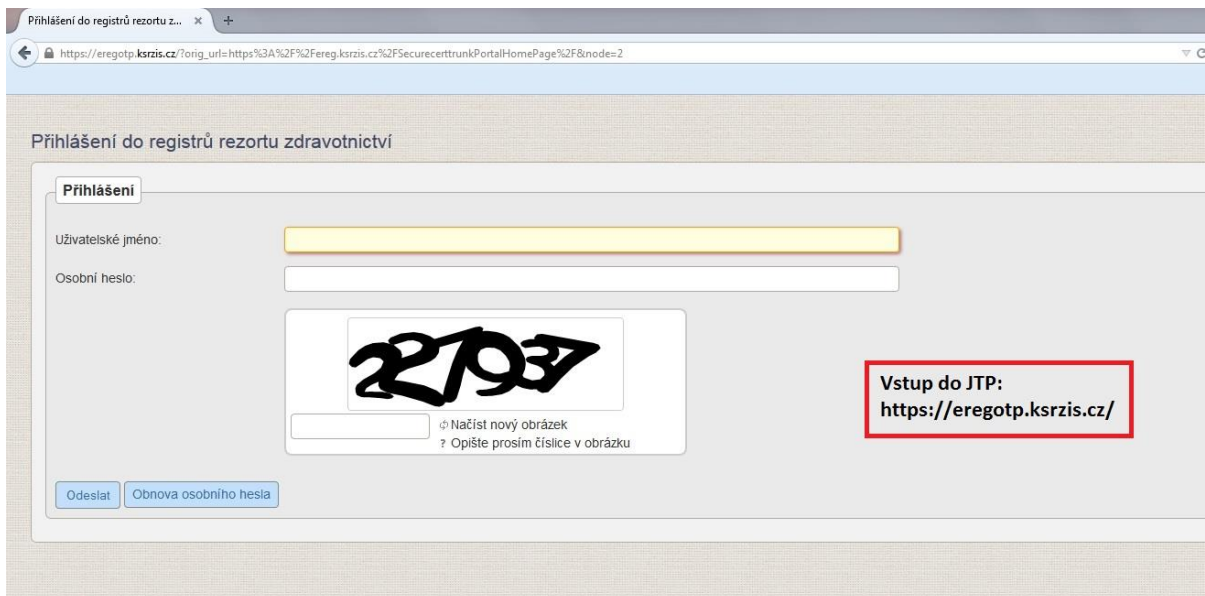 Přihlášení do registrů rezortu z... × +
https://eregotp.ksrzis.cz/?orig_url=https%3A%2F%2Fereg.ksrzis.cz%2FSecurecerttrunkPortalHomePage%2F&node=2
Přihlášení do registrů rezortu zdravotnictví
Přihlášení
Uživatelské jméno:
Osobní heslo:
Načíst nový obrázek
? Opište prosím číslice v obrázku
Vstup do JTP:
https://eregotp.ksrzis.cz/
Odeslat Obnova osobního hesla